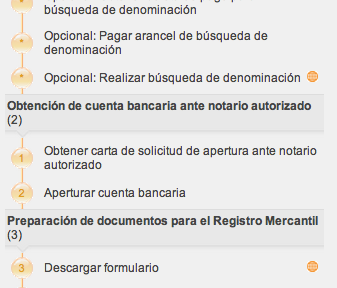 búsqueda de denominación
* Opcional: Pagar arancel de búsqueda de
denominación
* Opcional: Realizar búsqueda de denominación
Obtención de cuenta bancaria ante notario autorizado
(2)
1 Obtener carta de solicitud de apertura ante notario
autorizado
2 Aperturar cuenta bancaria
Preparación de documentos para el Registro Mercantil
(3)
3 Descargar formulario